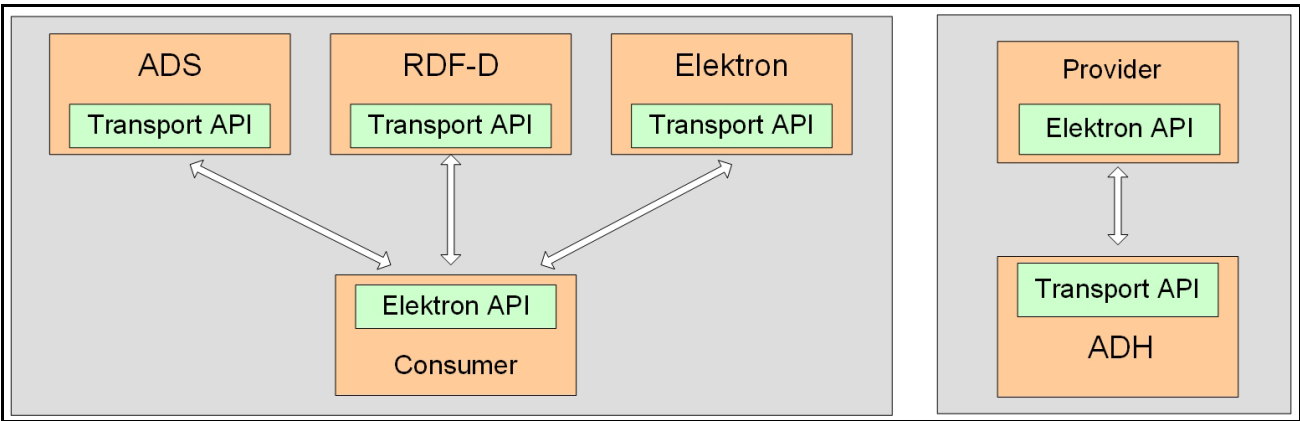 ADS
Transport API
RDF-D
Transport API
Elektron
Transport API
Elektron API
Consumer
Provider
Elektron API
Transport API
ADH